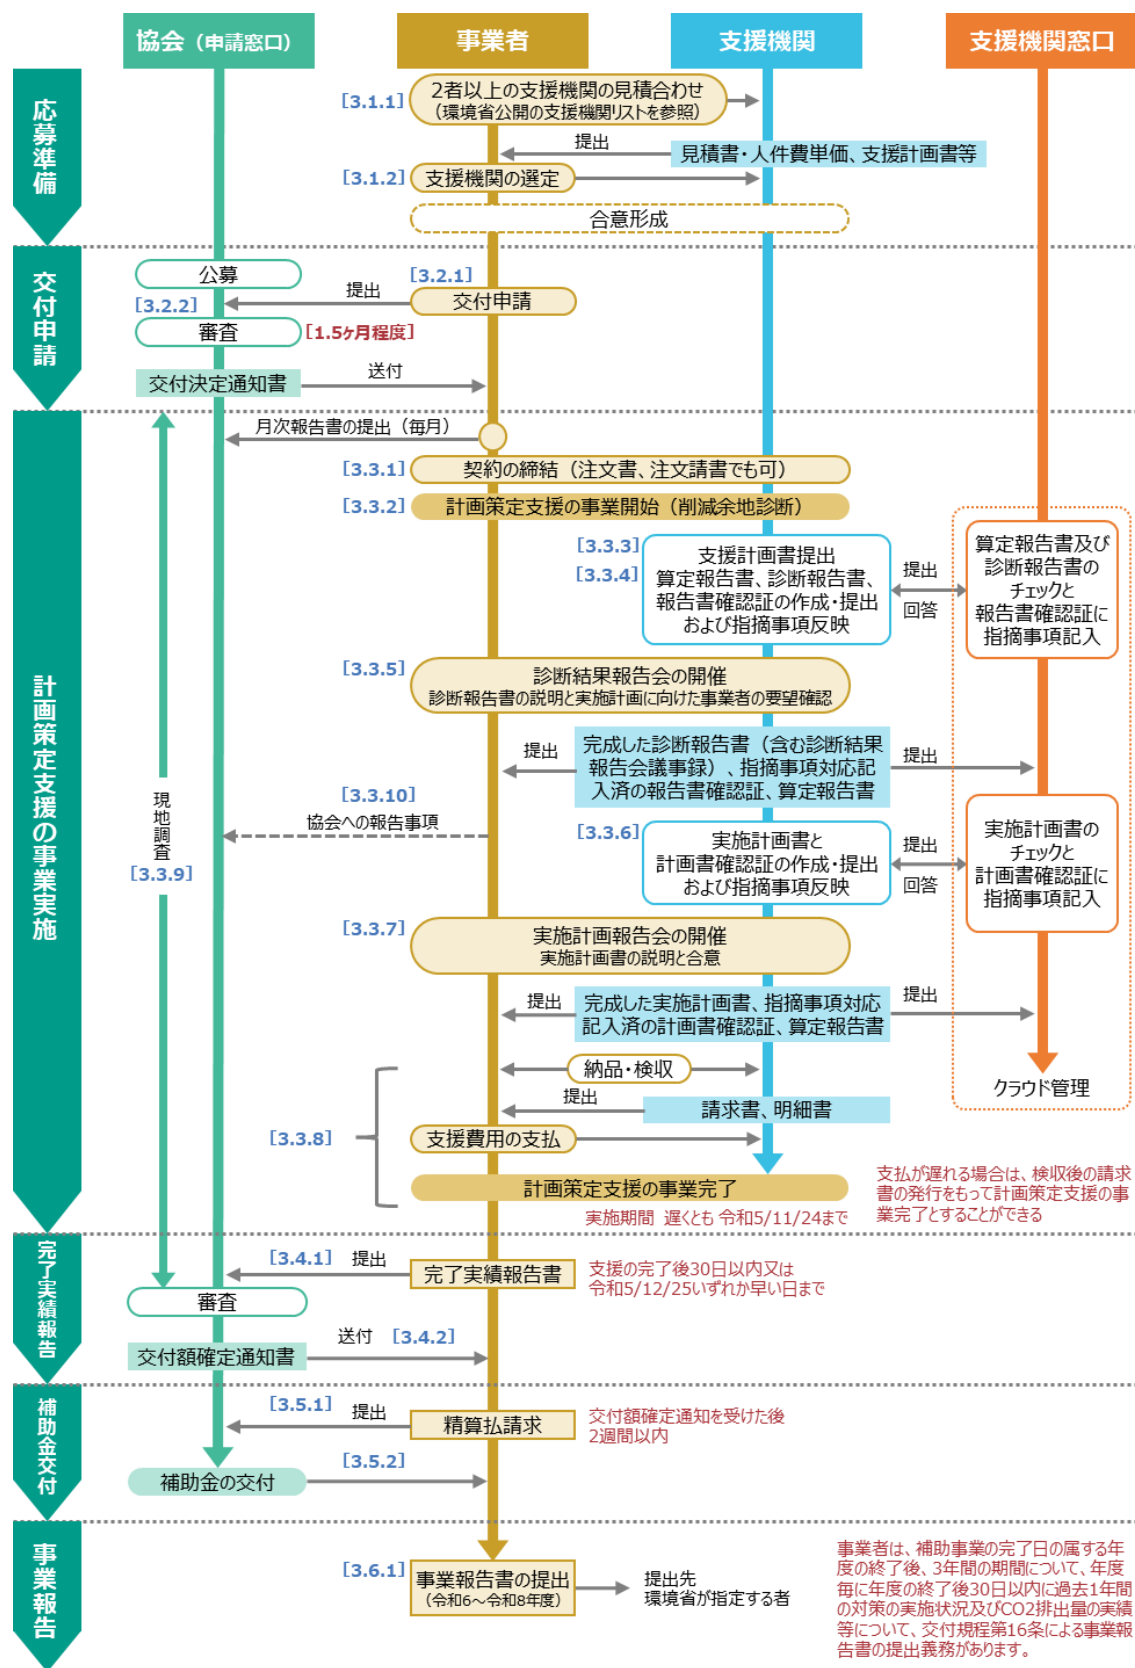 協会（申請窓口）
事業者
支援機関
支援機関窓口
応募準備
[3.1.1]
2者以上の支援機関の見積合わせ
（環境省公開の支援機関リストを参照）
提出
見積書・人件費単価、支援計画書等
[3.1.2]
支援機関の選定
合意形成
交付申請
公募
[3.2.1]
[3.2.2]
提出
交付申請
審査
[1.5ヶ月程度]
交付決定通知書
送付
計画策定支援の事業実施
月次報告書の提出（毎月）
[3.3.1]
契約の締結（注文書、注文請書でも可）
[3.3.2]
計画策定支援の事業開始（削減余地診断）
[3.3.3]
[3.3.4]
支援計画書提出
算定報告書、診断報告書、
報告書確認証の作成・提出
および指摘事項反映
提出
回答
算定報告書及び
診断報告書の
チェックと
報告書確認証に
指摘事項記入
[3.3.5]
診断結果報告会の開催
診断報告書の説明と実施計画に向けた事業者の要望確認
提出
完成した診断報告書（含む診断結果
報告会議事録）、指摘事項対応記
入済の報告書確認証、算定報告書
提出
現地調査
[3.3.9]
[3.3.10]
協会への報告事項
[3.3.6]
実施計画書と
計画書確認証の作成・提出
および指摘事項反映
提出
回答
実施計画書の
チェックと
計画書確認証に
指摘事項記入
[3.3.7]
実施計画報告会の開催
実施計画書の説明と合意
提出
完成した実施計画書、指摘事項対応
記入済の計画書確認証、算定報告書
提出
クラウド管理
[3.3.8]
納品・検収
提出
請求書、明細書
支援費用の支払
計画策定支援の事業完了
実施期間　遅くとも 令和5/11/24まで
支払が遅れる場合は、検収後の請求
書の発行をもって計画策定支援の事
業完了とすることができる
完了実績報告
[3.4.1]
提出
完了実績報告書
支援の完了後30日以内又は
令和5/12/25いずれか早い日まで
審査
送付
[3.4.2]
交付額確定通知書
補助金交付
[3.5.1]
提出
精算払請求
交付額確定通知を受けた後
2週間以内
[3.5.2]
補助金の交付
事業報告
[3.6.1]
事業報告書の提出
（令和6～令和8年度）
提出先
環境省が指定する者
事業者は、補助事業の完了日の属する年
度の終了後、3年間の期間について、年度
毎に年度の終了後30日以内に過去1年間
の対策の実施状況及びCO2排出量の実績
等について、交付規程第16条による事業報
告書の提出義務があります。